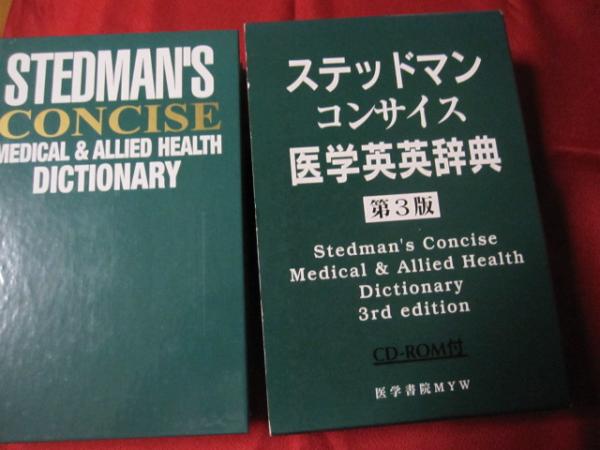 STEDMAN'S
CONCISE
MEDICAL & ALLIED HEALTH
DICTIONARY
ステッドマン
コンサイス
医学英英辞典
第3版
Stedman's Concise
Medical & Allied Health
Dictionary
3rd edition
CD-ROM付
医学書院MYW